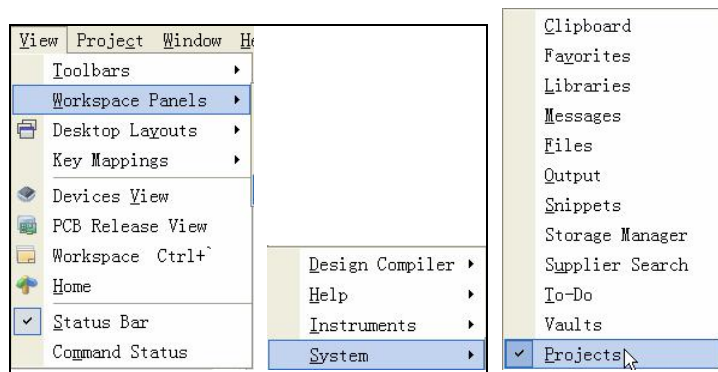 View Project Window He
Toolbars
Workspace Panels
Desktop Layouts
Key Mappings
Devices View
PCB Release View
Workspace Ctrl+`
Home
Status Bar
Command Status
Design Compiler
Help
Instruments
System
Clipboard
Favorites
Libraries
Messages
Files
Output
Snippets
Storage Manager
Supplier Search
To-Do
Vaults
Projects